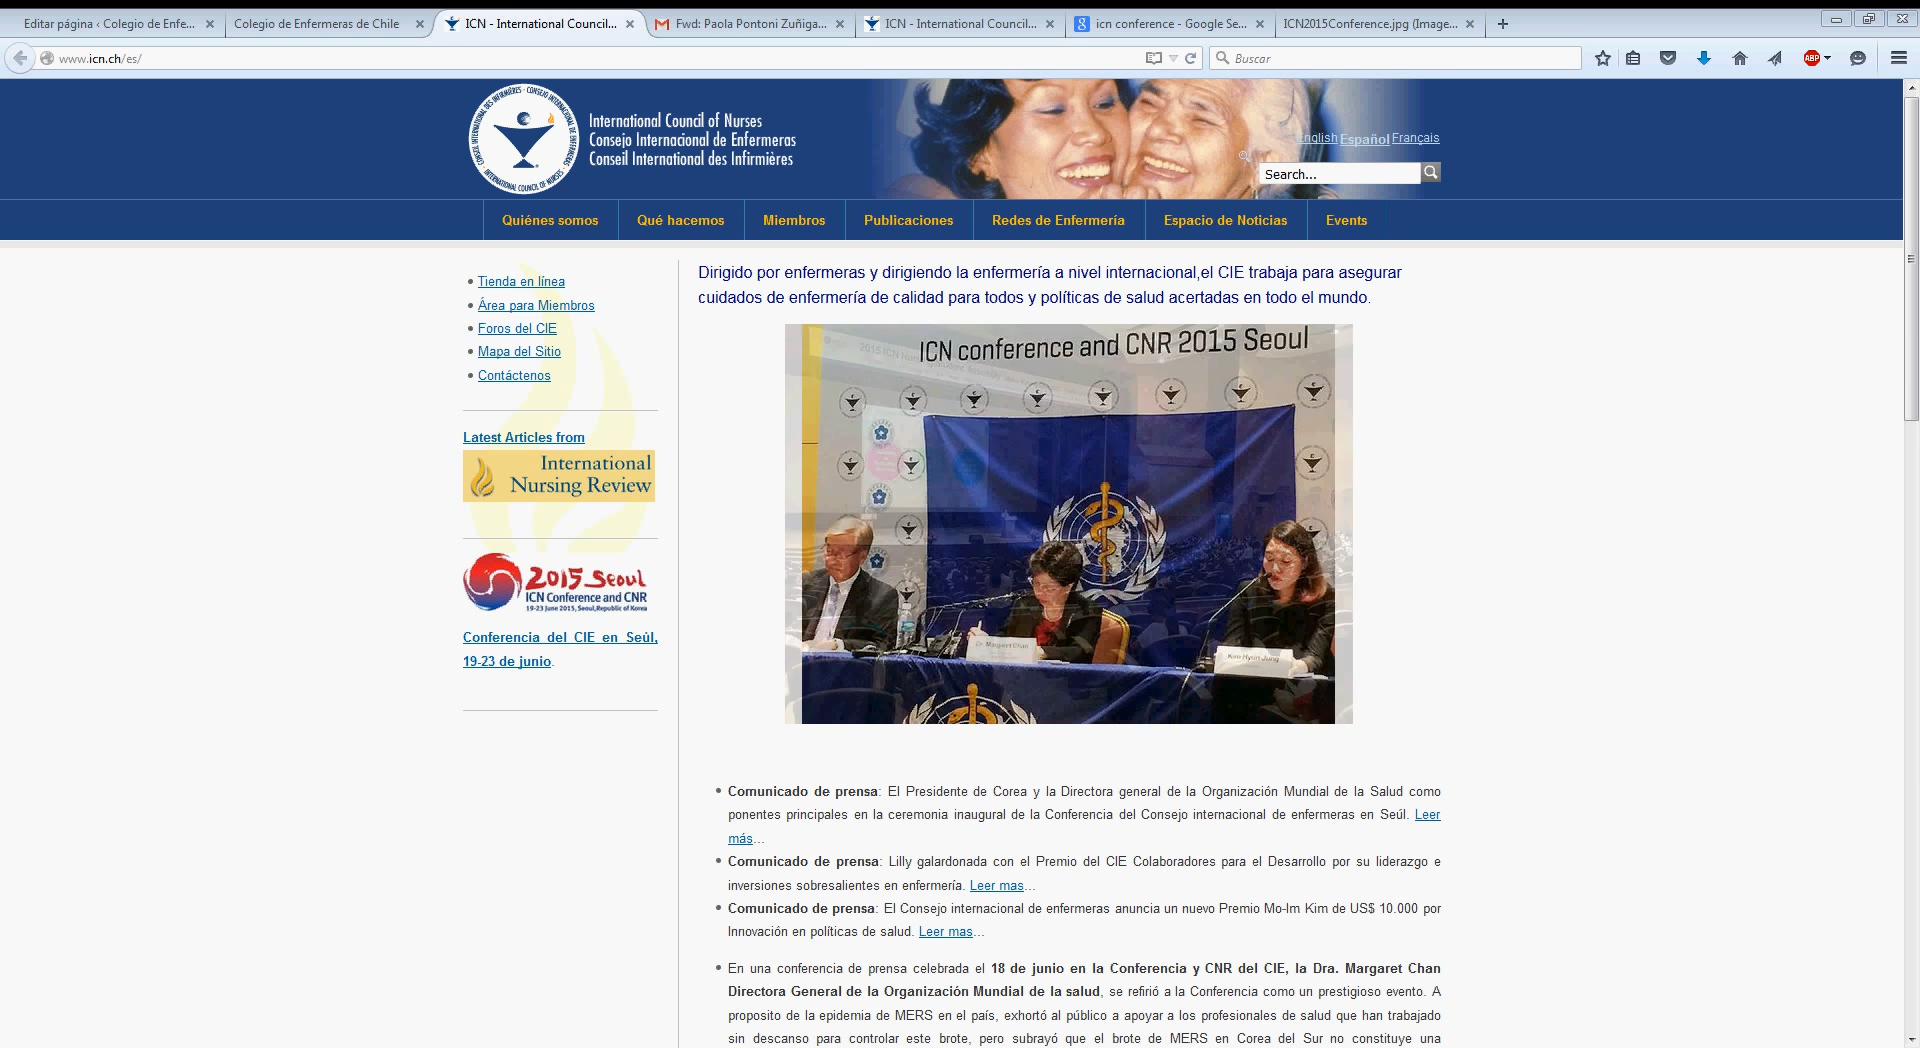 Editar página ‹ Colegio de Enfe...
Colegio de Enfermeras de Chile
ICN - International Council...
Fwd: Paola Pontoni Zuñiga...
ICN - International Council...
icn conference - Google Se...
ICN2015Conference.jpg (Image...
www.icn.ch/es/
Buscar
ABP
International Council of Nurses
Consejo Internacional de Enfermeras
Conseil International des Infirmières
English Español Français
Search...
Quiénes somos
Qué hacemos
Miembros
Publicaciones
Redes de Enfermería
Espacio de Noticias
Events
Tienda en línea
Área para Miembros
Foros del CIE
Mapa del Sitio
Contáctenos
Latest Articles from
International
Nursing Review
2015 Seoul
ICN Conference and CNR
19-23 June 2015, Seoul, Republic of Korea
Conferencia del CIE en Seúl,
19-23 de junio.
Dirigido por enfermeras y dirigiendo la enfermería a nivel internacional,el CIE trabaja para asegurar
cuidados de enfermería de calidad para todos y políticas de salud acertadas en todo el mundo.
ICN conference and CNR 2015 Seoul
Dr. Margaret Chan
Kim Hyun Jung
Comunicado de prensa: El Presidente de Corea y la Directora general de la Organización Mundial de la Salud como
ponentes principales en la ceremonia inaugural de la Conferencia del Consejo internacional de enfermeras en Seúl. Leer
más...
Comunicado de prensa: Lilly galardonada con el Premio del CIE Colaboradores para el Desarrollo por su liderazgo e
inversiones sobresalientes en enfermería. Leer mas...
Comunicado de prensa: El Consejo internacional de enfermeras anuncia un nuevo Premio Mo-Im Kim de US$ 10.000 por
Innovación en políticas de salud. Leer mas...
En una conferencia de prensa celebrada el 18 de junio en la Conferencia y CNR del CIE, la Dra. Margaret Chan
Directora General de la Organización Mundial de la salud, se refirió a la Conferencia como un prestigioso evento. A
proposito de la epidemia de MERS en el país, exhortó al público a apoyar a los profesionales de salud que han trabajado
sin descanso para controlar este brote, pero subrayó que el brote de MERS en Corea del Sur no constituye una